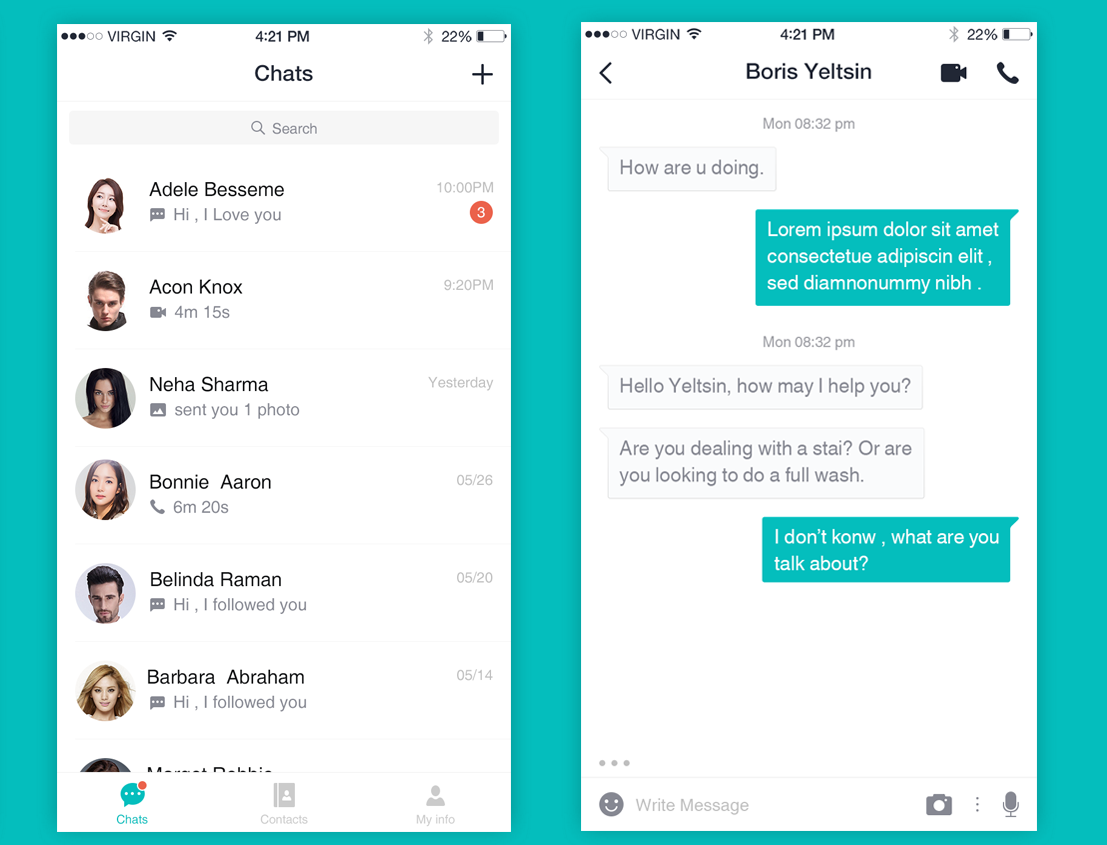 VIRGIN 4:21 PM 22%
Chats
Search
Adele Besseme 10:00PM
Hi , I Love you 3
Acon Knox 9:20PM
4m 15s
Neha Sharma Yesterday
sent you 1 photo
Bonnie Aaron 05/26
6m 20s
Belinda Raman 05/20
Hi , I followed you
Barbara Abraham 05/14
Hi , I followed you
Chats Contacts My info
VIRGIN 4:21 PM 22%
Boris Yeltsin
Mon 08:32 pm
How are u doing.
Lorem ipsum dolor sit amet
consectetue adipiscin elit ,
sed diamnonummy nibh .
Mon 08:32 pm
Hello Yeltsin, how may I help you?
Are you dealing with a stai? Or are
you looking to do a full wash.
I don't konw , what are you
talk about?
Write Message